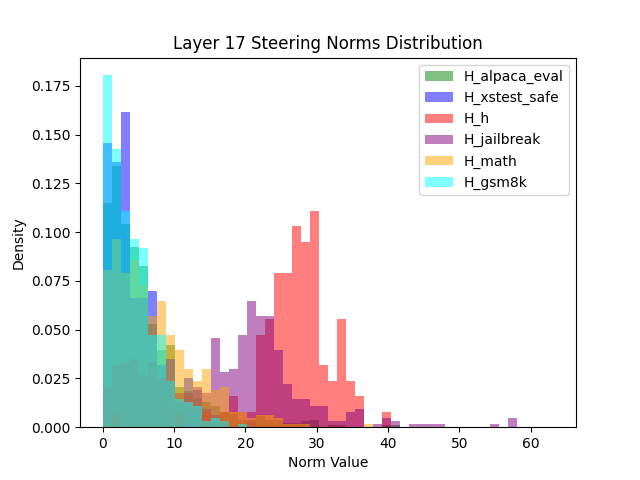 Layer 17 Steering Norms Distribution
H_alpaca_eval
H_xstest_safe
H_h
H_jailbreak
H_math
H_gsm8k
Density
0.175
0.150
0.125
0.100
0.075
0.050
0.025
0.000
0 10 20 30 40 50 60
Norm Value